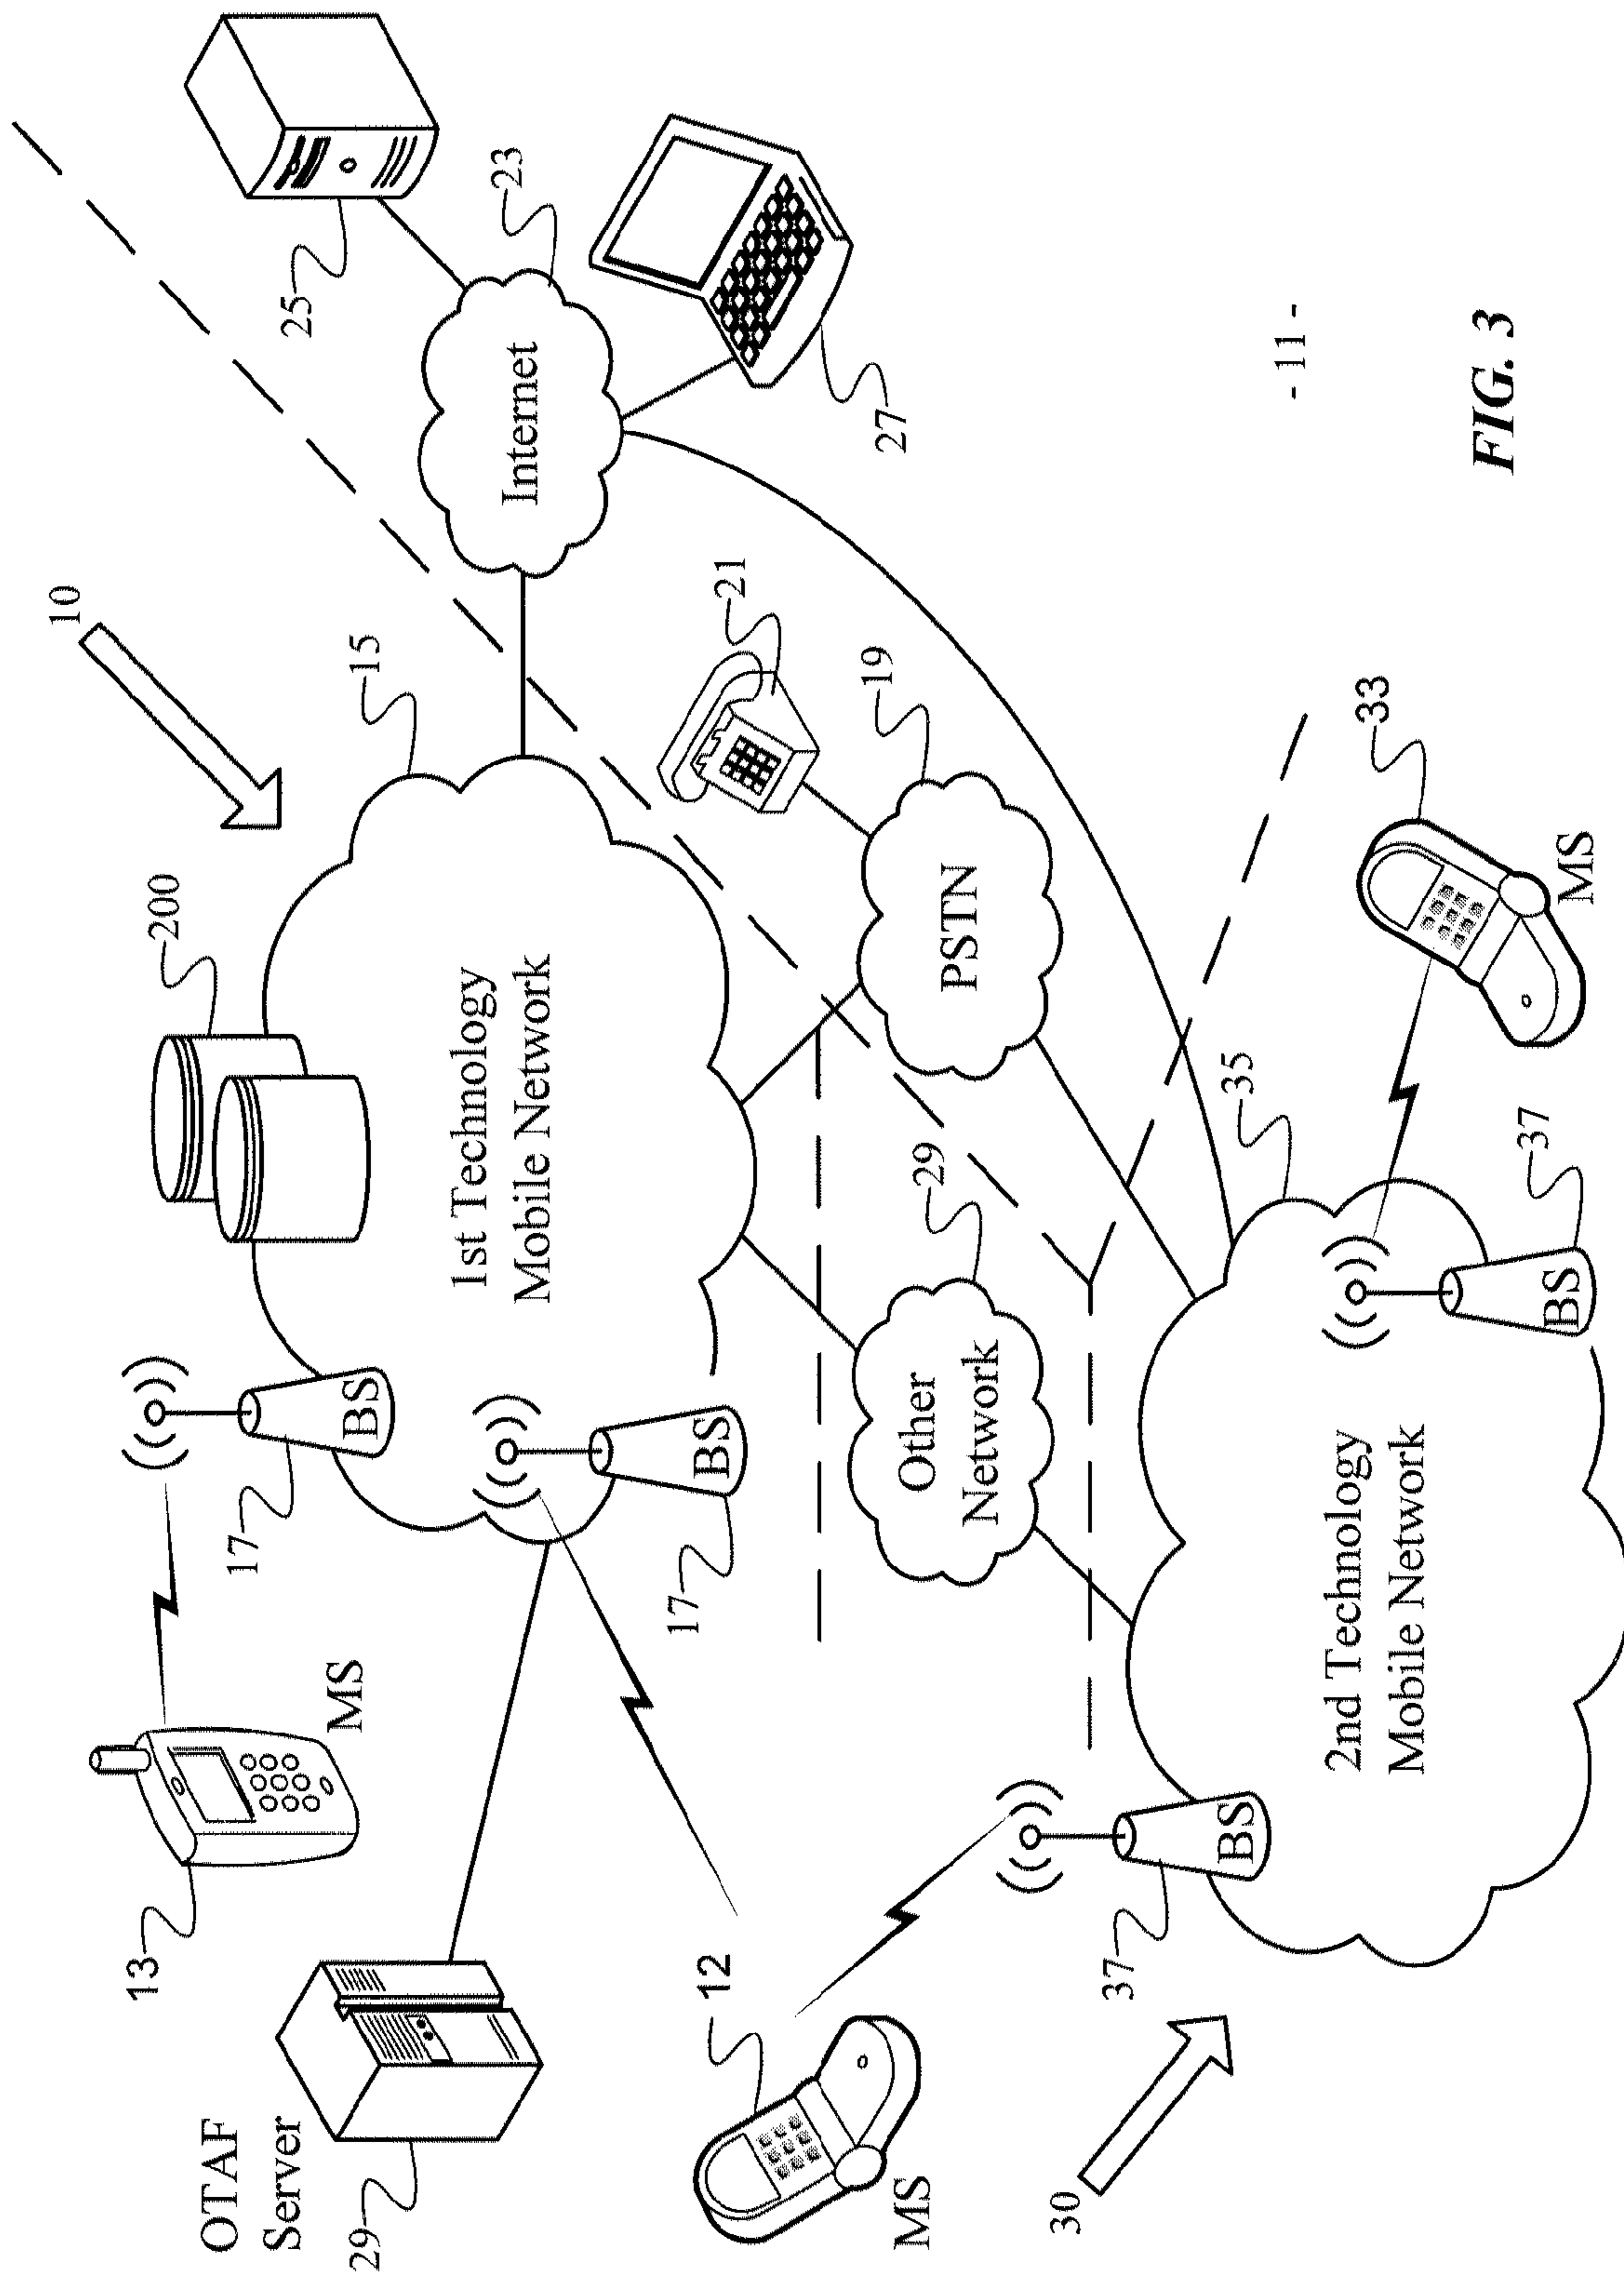 10
200
13
OTAF
Server
MS
17
25
29
BS
15
1st Technology
Mobile Network
23
Internet
17
BS
12
21
19
27
MS
Other
Network
29
PSTN
30
37
BS
35
- 11 -
2nd Technology
Mobile Network
33
FIG. 3
37
BS
MS